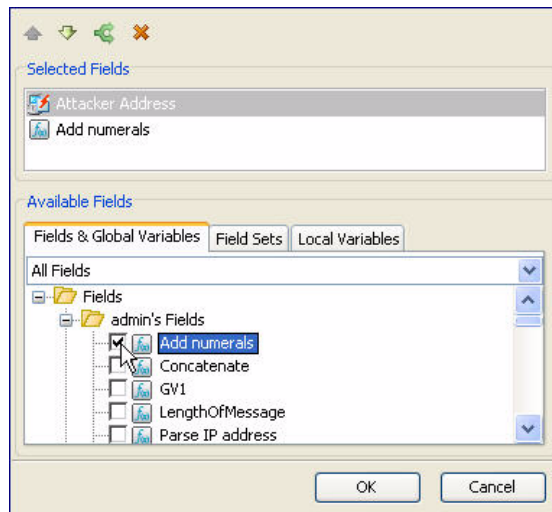 Selected Fields
Attacker Address
Add numerals
Available Fields
Fields & Global Variables Field Sets Local Variables
All Fields
Fields
admin's Fields
Add numerals
Concatenate
GV1
LengthOfMessage
Parse IP address
OK Cancel